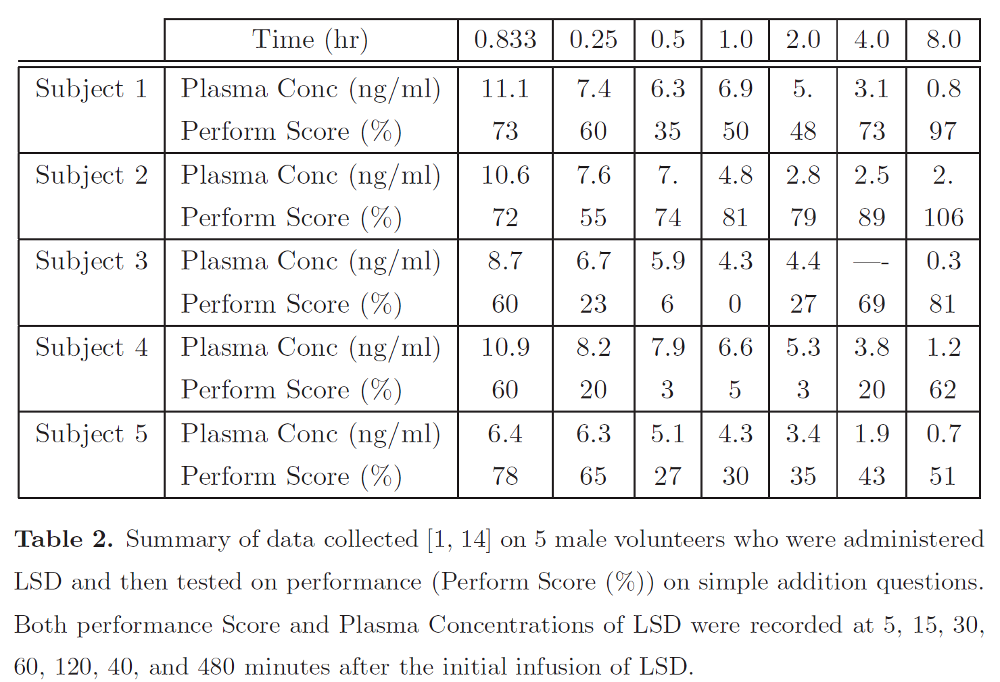 Time (hr) 0.833 0.25 0.5 1.0 2.0 4.0 8.0
Subject 1 Plasma Conc (ng/ml) 11.1 7.4 6.3 6.9 5. 3.1 0.8
Perform Score (%) 73 60 35 50 48 73 97
Subject 2 Plasma Conc (ng/ml) 10.6 7.6 7. 4.8 2.8 2.5 2.
Perform Score (%) 72 55 74 81 79 89 106
Subject 3 Plasma Conc (ng/ml) 8.7 6.7 5.9 4.3 4.4 —- 0.3
Perform Score (%) 60 23 6 0 27 69 81
Subject 4 Plasma Conc (ng/ml) 10.9 8.2 7.9 6.6 5.3 3.8 1.2
Perform Score (%) 60 20 3 5 3 20 62
Subject 5 Plasma Conc (ng/ml) 6.4 6.3 5.1 4.3 3.4 1.9 0.7
Perform Score (%) 78 65 27 30 35 43 51
Table 2. Summary of data collected [1, 14] on 5 male volunteers who were administered
LSD and then tested on performance (Perform Score (%)) on simple addition questions.
Both performance Score and Plasma Concentrations of LSD were recorded at 5, 15, 30,
60, 120, 40, and 480 minutes after the initial infusion of LSD.